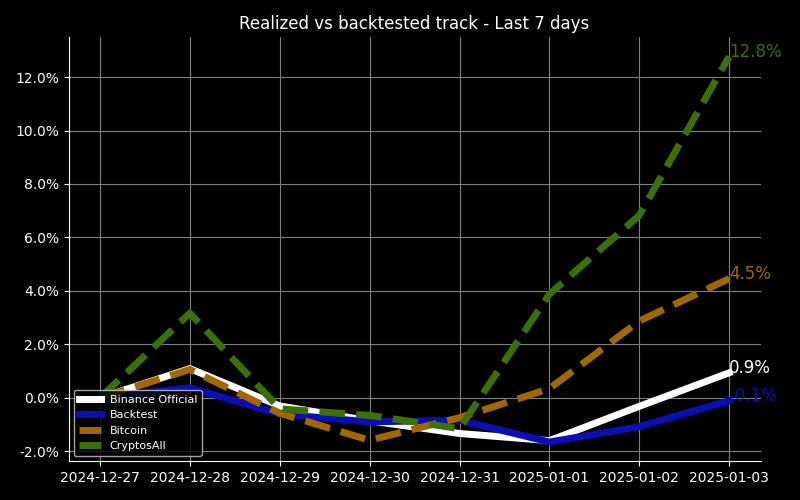 Realized vs backtested track - Last 7 days
12.8%
12.0%
10.0%
8.0%
6.0%
4.5%
4.0%
2.0%
0.9%
0.0%
-0.1%
-2.0%
Binance Official
Backtest
Bitcoin
CryptosAll
2024-12-27 2024-12-28 2024-12-29 2024-12-30 2024-12-31 2025-01-01 2025-01-02 2025-01-03